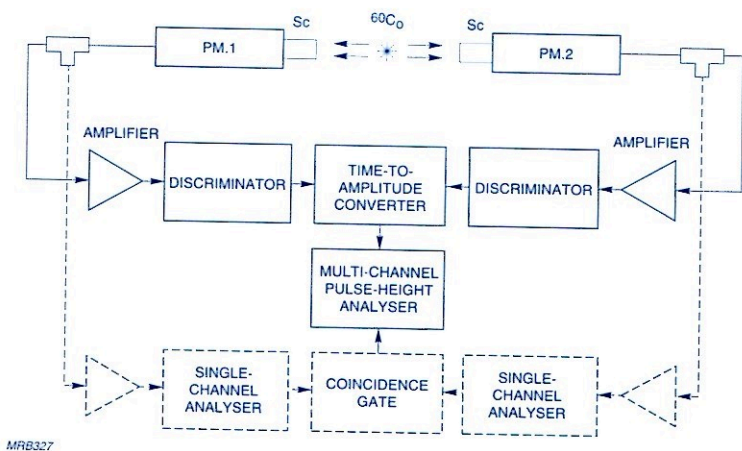 Sc
⁶⁰Co
Sc
PM.1
PM.2
AMPLIFIER
AMPLIFIER
DISCRIMINATOR
TIME-TO-
AMPLITUDE
CONVERTER
DISCRIMINATOR
MULTI-CHANNEL
PULSE-HEIGHT
ANALYSER
SINGLE-
CHANNEL
ANALYSER
COINCIDENCE
GATE
SINGLE-
CHANNEL
ANALYSER
MRB327